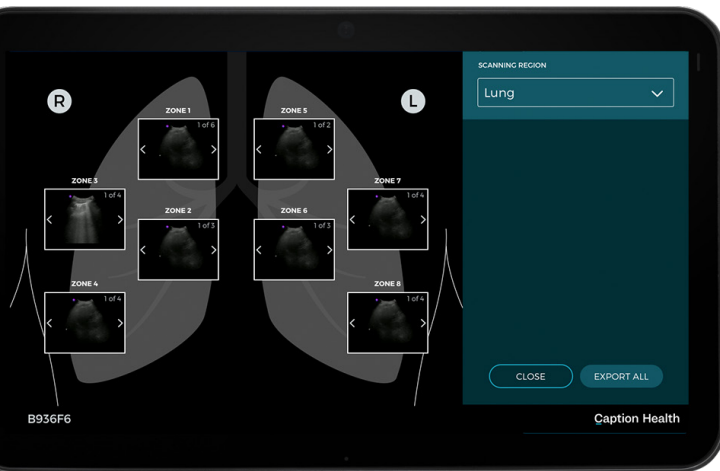 SCANNING REGION
Lung
R
L
ZONE 1
1 of 6
ZONE 5
1 of 2
ZONE 3
1 of 4
ZONE 7
1 of 4
ZONE 2
1 of 3
ZONE 6
1 of 3
ZONE 4
1 of 4
ZONE 8
1 of 4
CLOSE
EXPORT ALL
B936F6
Caption Health